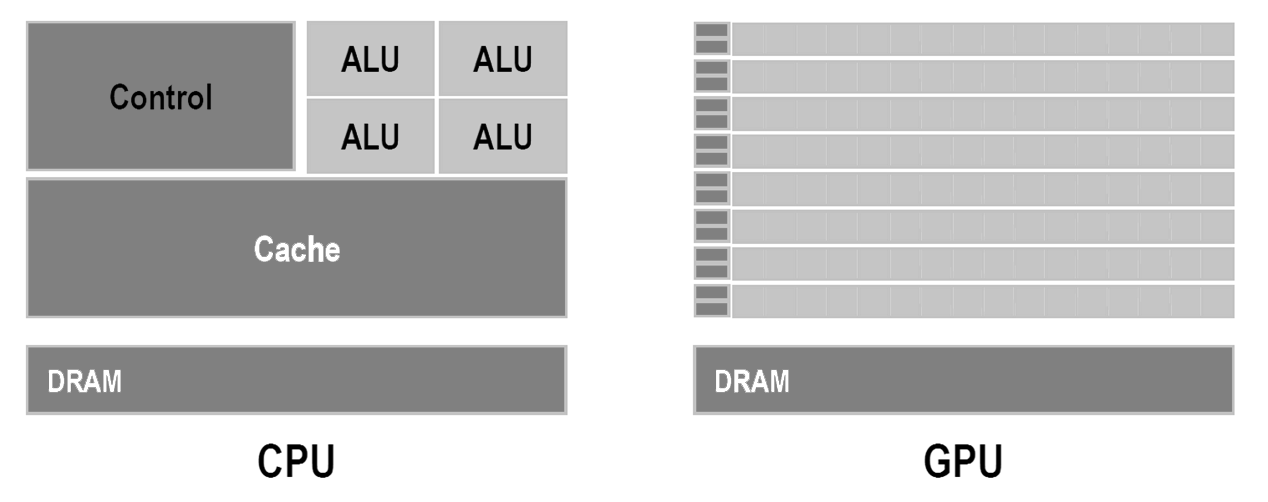 Control
ALU ALU
ALU ALU
Cache
DRAM
CPU
DRAM
GPU